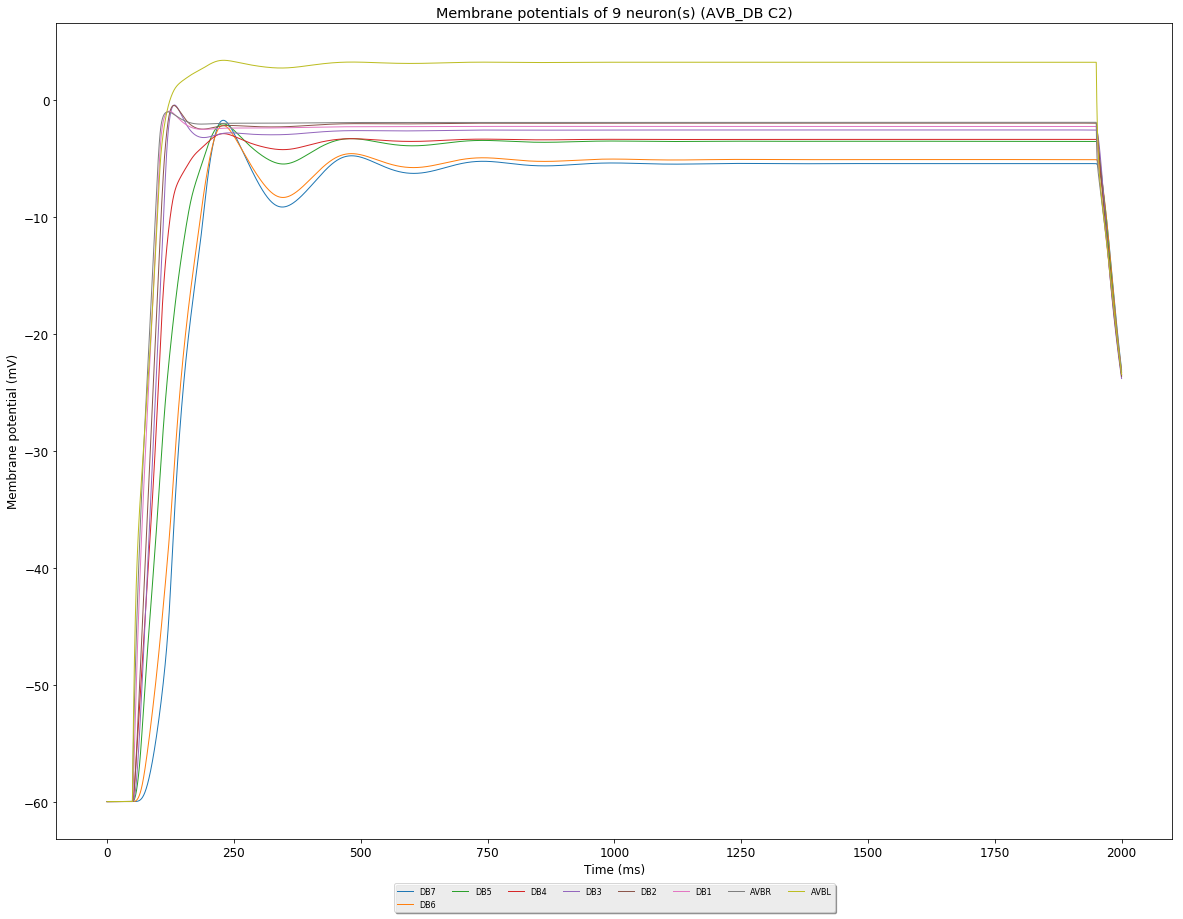 Membrane potentials of 9 neuron(s) (AVB_DB C2)
0
−10
−20
−30
−40
−50
−60
Membrane potential (mV)
0 250 500 750 1000 1250 1500 1750 2000
Time (ms)
DB7 DB5 DB4 DB3 DB2 DB1 AVBR AVBL
DB6